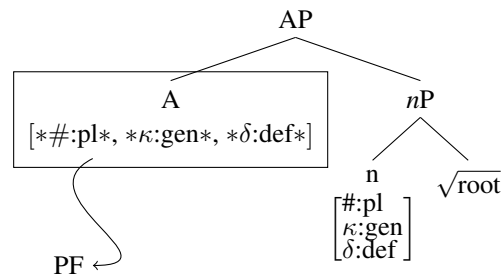 AP
A
[∗#:pl∗, ∗κ:gen∗, ∗δ:def∗]
nP
n
#:pl
κ:gen
δ:def
√root
PF